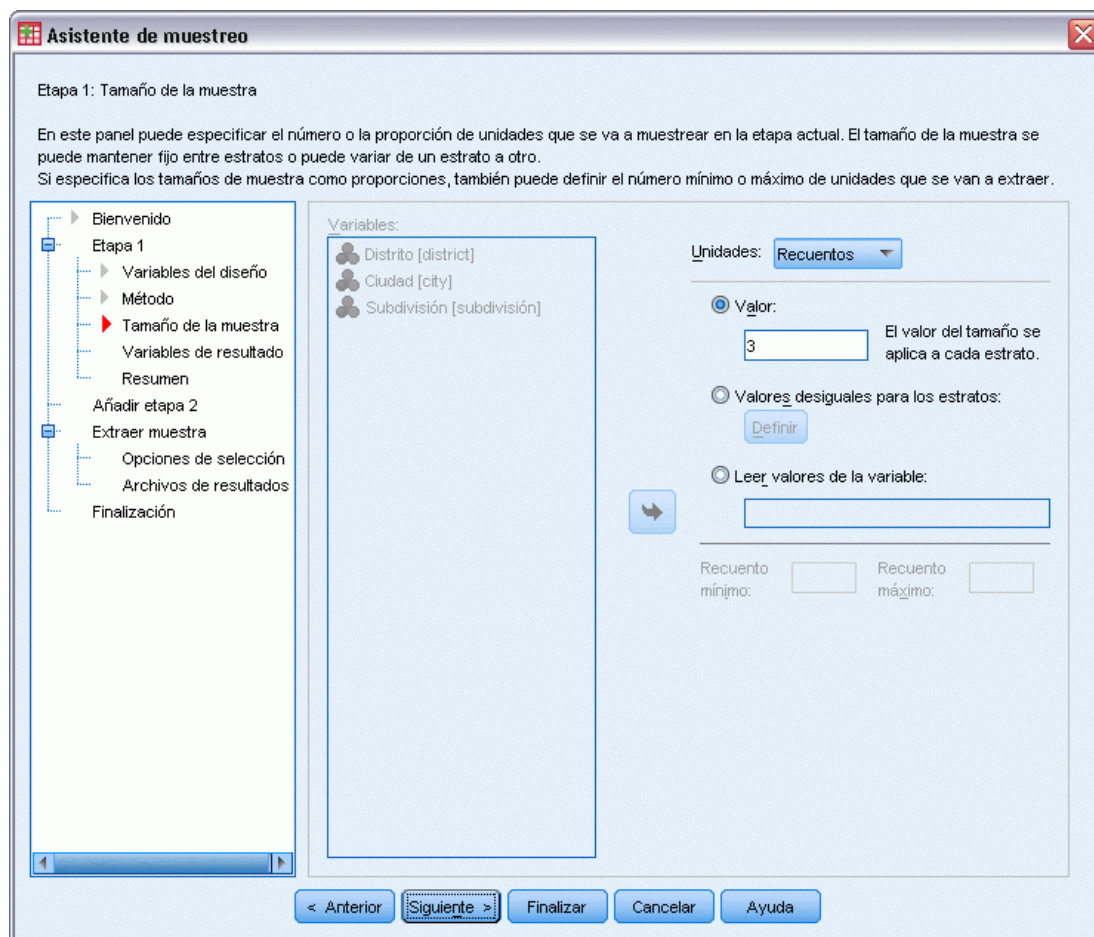 Asistente de muestreo
Etapa 1: Tamaño de la muestra
En este panel puede especificar el número o la proporción de unidades que se va a muestrear en la etapa actual. El tamaño de la muestra se
puede mantener fijo entre estratos o puede variar de un estrato a otro.
Si especifica los tamaños de muestra como proporciones, también puede definir el número mínimo o máximo de unidades que se van a extraer.
Bienvenido
Etapa 1
Variables del diseño
Método
Tamaño de la muestra
Variables de resultado
Resumen
Añadir etapa 2
Extraer muestra
Opciones de selección
Archivos de resultados
Finalización
Variables:
Distrito [district]
Ciudad [city]
Subdivisión [subdivisión]
Unidades: Recuentos
Valor:
3
El valor del tamaño se
aplica a cada estrato.
Valores desiguales para los estratos:
Definir
Leer valores de la variable:
Recuento
mínimo:
Recuento
máximo:
< Anterior
Siguiente >
Finalizar
Cancelar
Ayuda